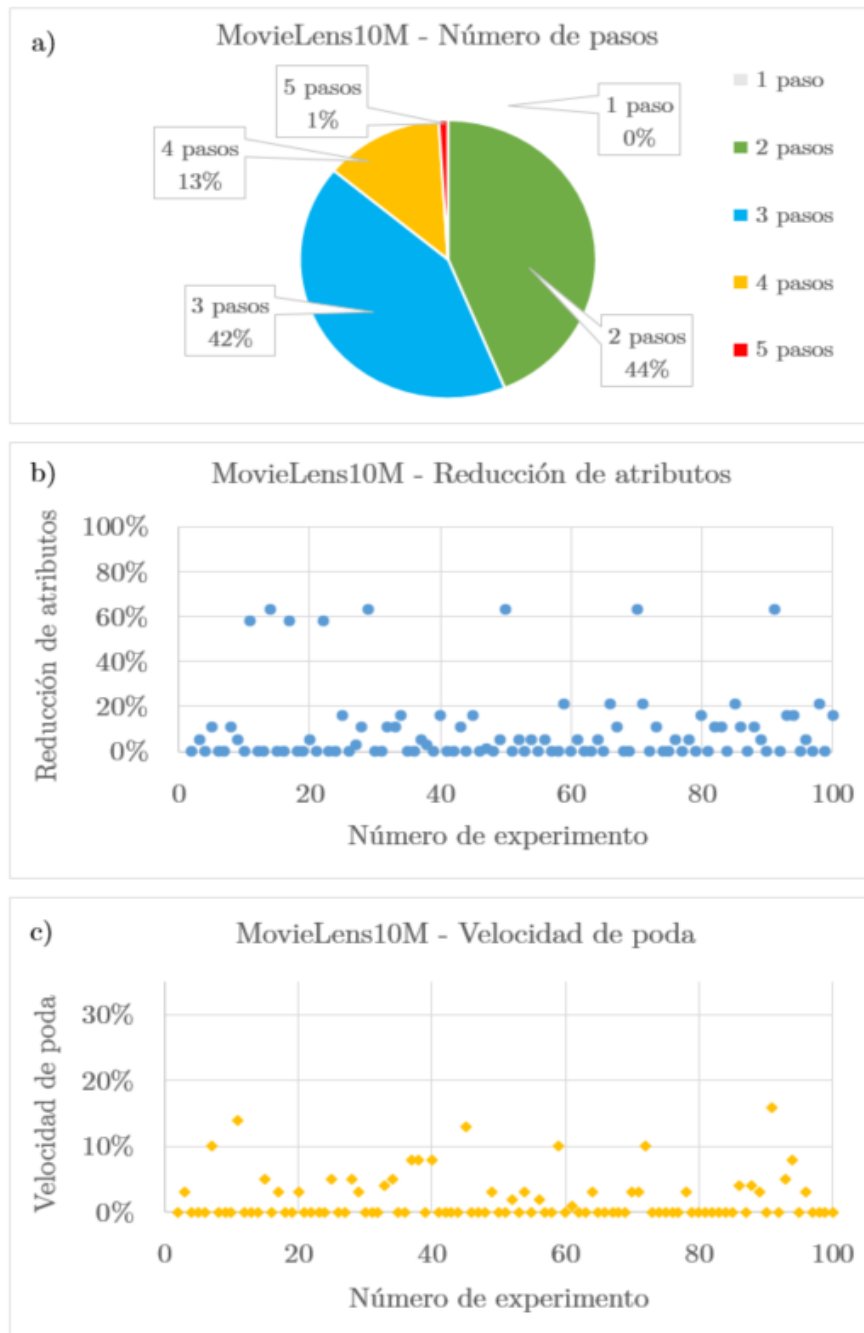 a)
MovieLens10M - Número de pasos
5 pasos
1%
1 paso
0%
4 pasos
13%
3 pasos
42%
2 pasos
44%
1 paso
2 pasos
3 pasos
4 pasos
5 pasos
b)
MovieLens10M - Reducción de atributos
Reducción de atributos
100%
80%
60%
40%
20%
0%
0 20 40 60 80 100
Número de experimento
c)
MovieLens10M - Velocidad de poda
Velocidad de poda
30%
20%
10%
0%
0 20 40 60 80 100
Número de experimento